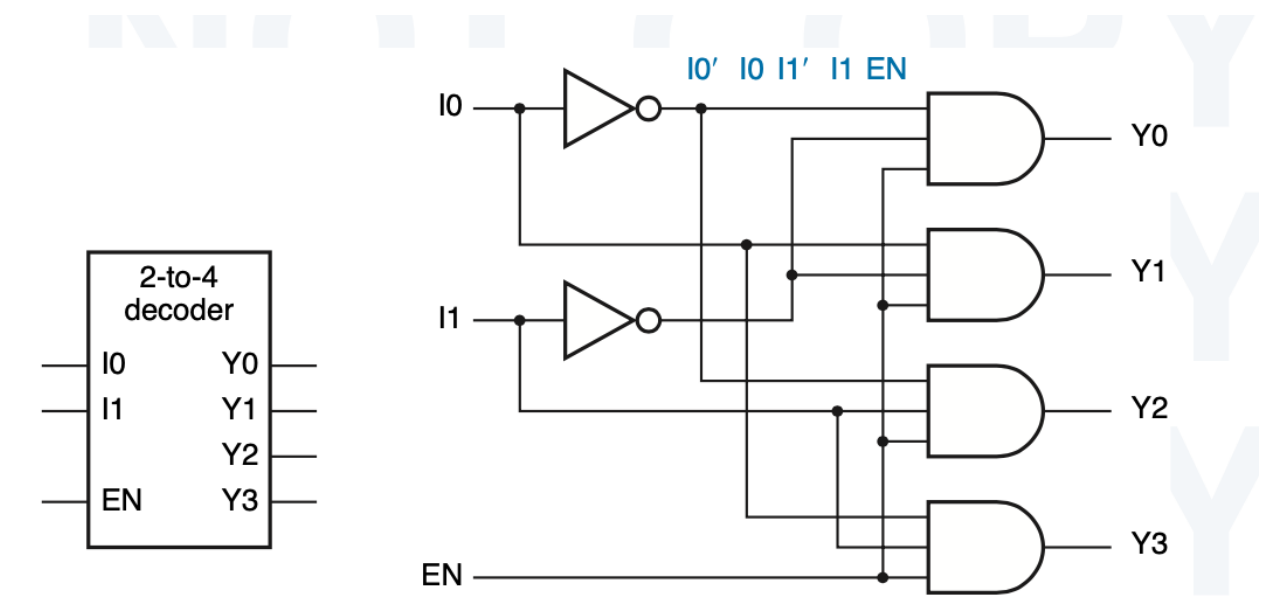 I0′ I0 I1′ I1 EN
I0
Y0
2-to-4
decoder
I0 Y0
I1 Y1
Y2
EN Y3
Y1
I1
Y2
Y3
EN